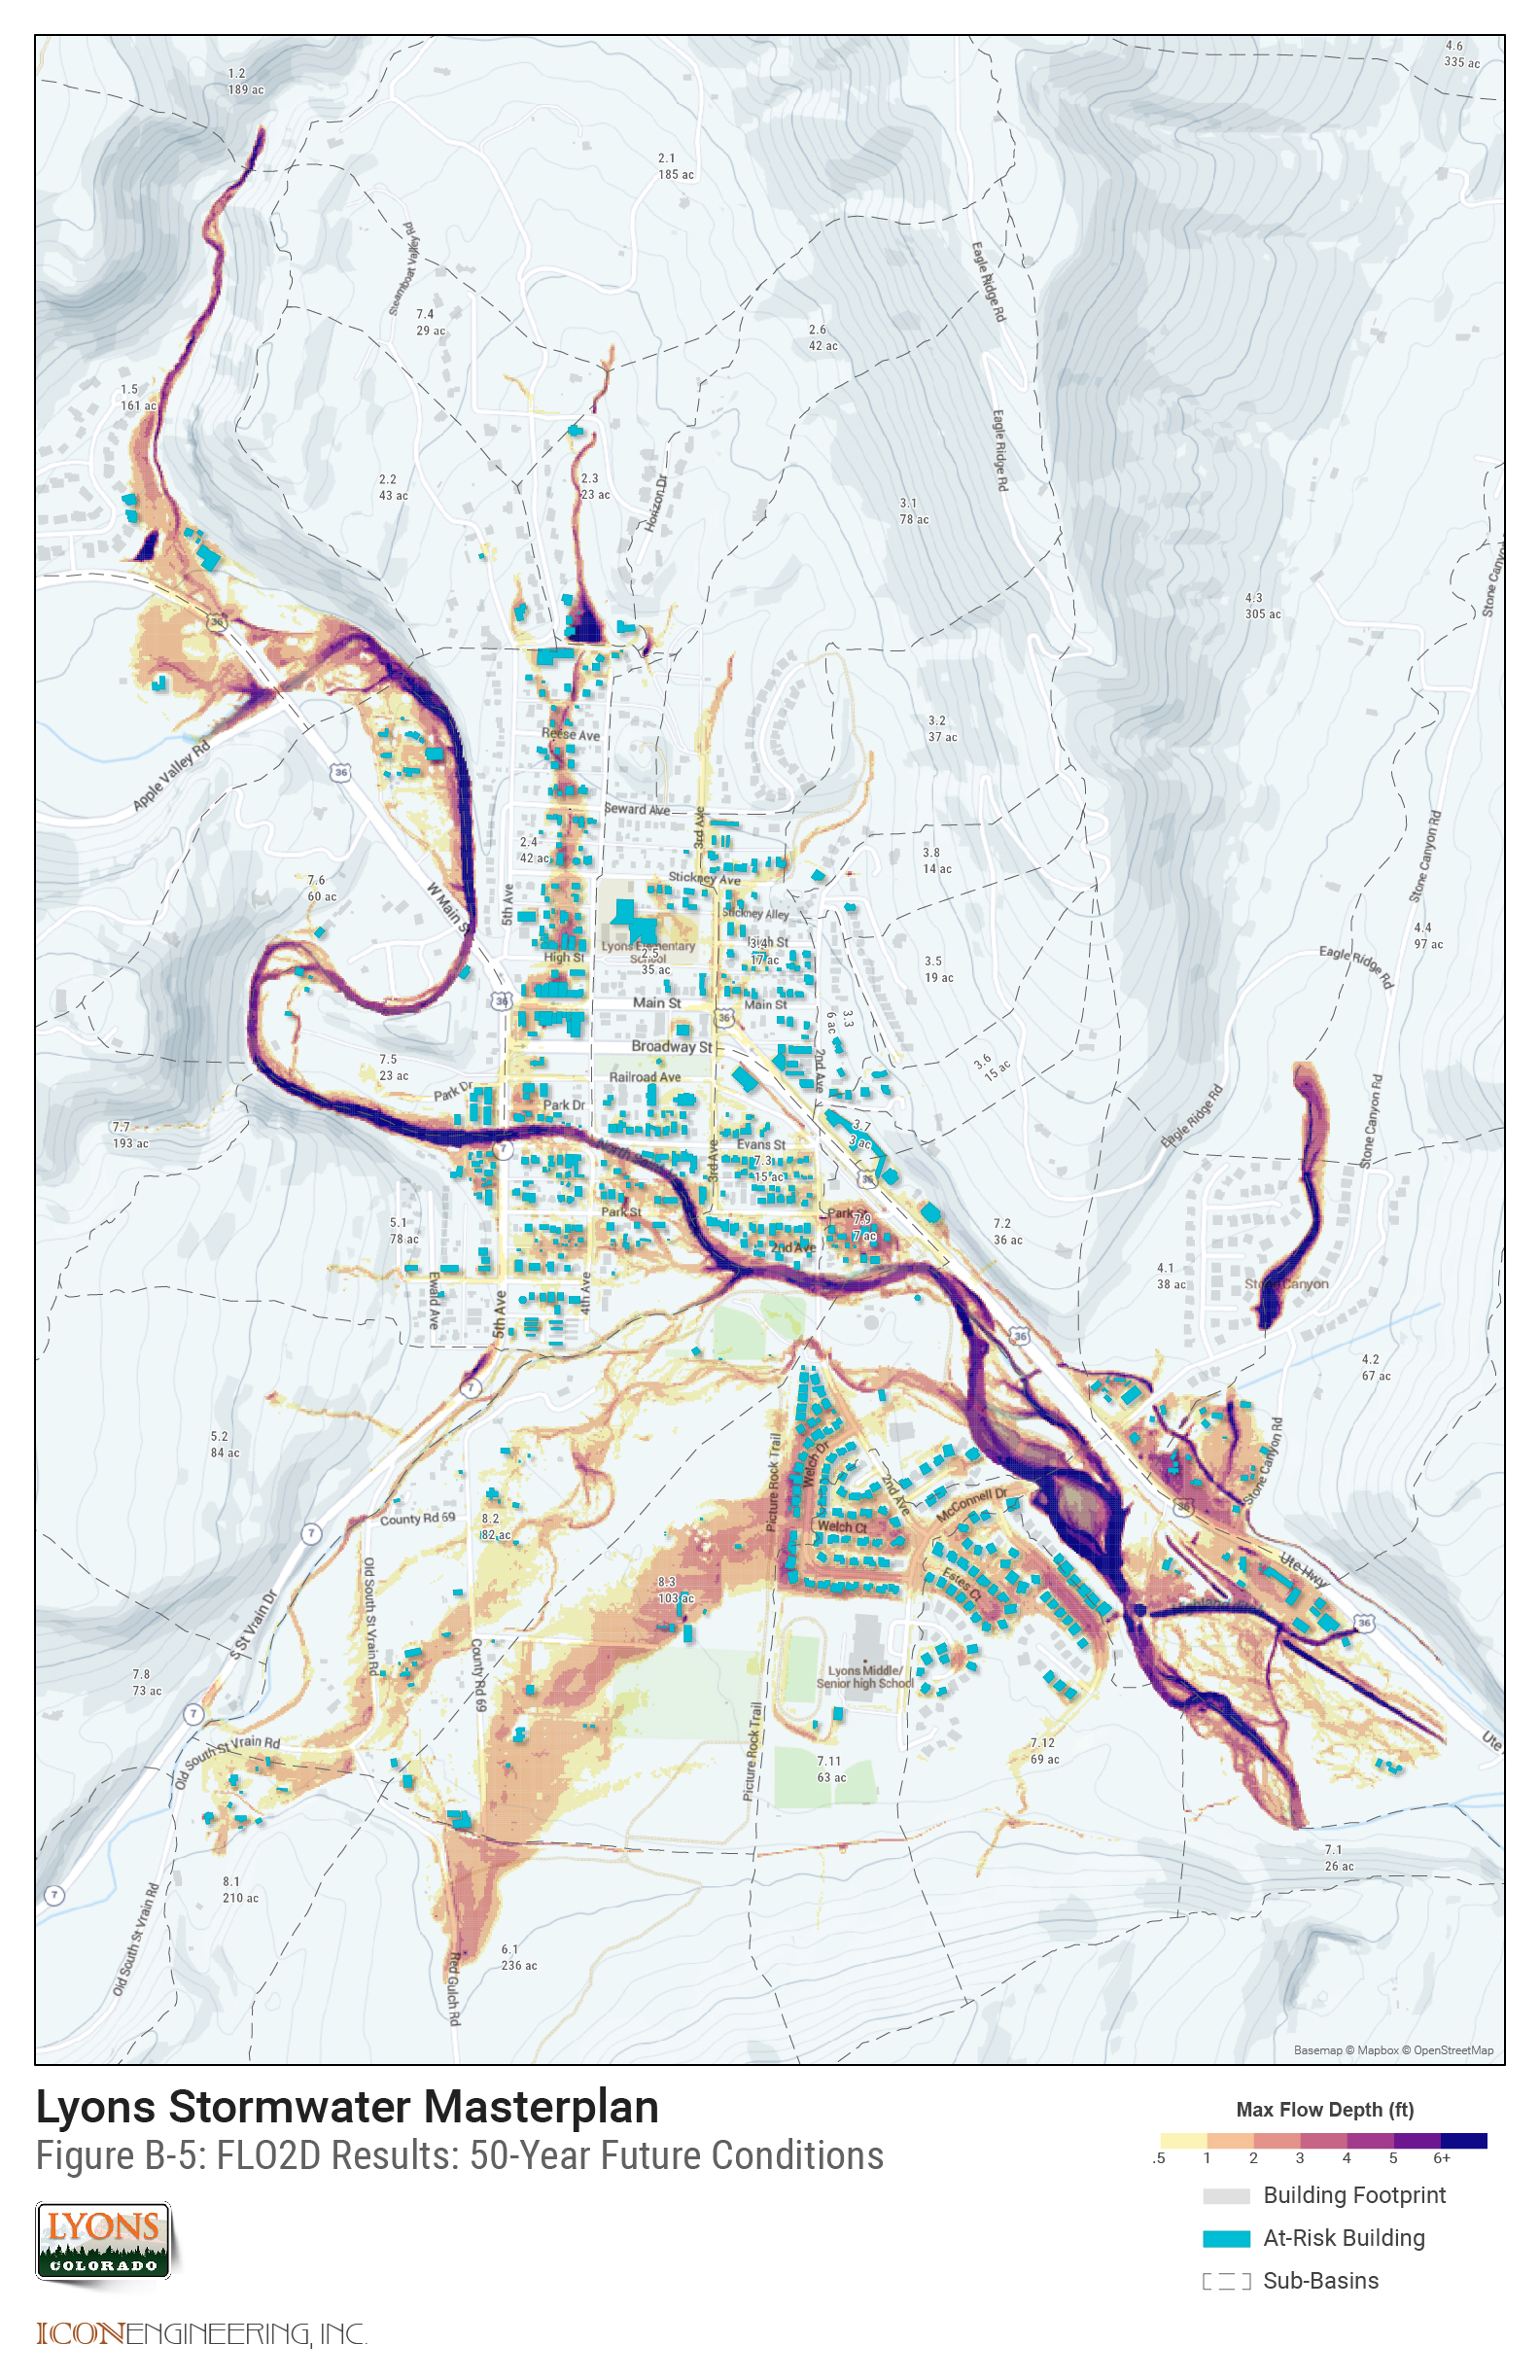 4.6
335 ac
1.2
189 ac
2.1
185 ac
Steamboat Valley Rd
Eagle Ridge Rd
7.4
29 ac
2.6
42 ac
1.5
161 ac
Eagle Ridge Rd
2.2
43 ac
2.3
23 ac
Horizon Dr
3.1
78 ac
Stone Canyon
4.3
305 ac
36
Reese Ave
3.2
37 ac
Apple Valley Rd
36
Seward Ave
3rd Ave
2.4
42 ac
3.8
14 ac
Stone Canyon Rd
7.6
60 ac
W Main St
5th Ave
Stickney Ave
Stickney Alley
4.4
97 ac
Lyons Elementary
School
High St
High St
3.4
17 ac
2.5
35 ac
3.5
19 ac
Eagle Ridge Rd
36
Main St
Main St
36
3.3
6 ac
Broadway St
2nd Ave
7.5
23 ac
Railroad Ave
3.6
15 ac
Park Dr
Park Dr
Eagle Ridge Rd
Stone Canyon Rd
7.7
193 ac
7
3.7
3 ac
Evans St
3rd Ave
7.3
15 ac
36
5.1
78 ac
Park St
Park St
7.9
7 ac
7.2
36 ac
2nd Ave
4.1
38 ac
Stone Canyon
Ewald Ave
5th Ave
4th Ave
36
4.2
67 ac
7
5.2
84 ac
Picture Rock Trail
Welch Dr
2nd Ave
Stone Canyon Rd
McConnell Dr
36
7
County Rd 69
8.2
82 ac
Welch Ct
Old South St Vrain Rd
8.3
103 ac
Estes Ct
Ute Hwy
S St Vrain Dr
36
7.8
73 ac
County Rd 69
Lyons Middle/
Senior high School
7
Old South St Vrain Rd
Picture Rock Trail
7.11
63 ac
7.12
69 ac
Ute
7.1
26 ac
7
8.1
210 ac
Old South St Vrain Rd
6.1
236 ac
Red Gulch Rd
Basemap © Mapbox © OpenStreetMap
Lyons Stormwater Masterplan
Figure B-5: FLO2D Results: 50-Year Future Conditions
Max Flow Depth (ft)
.5 1 2 3 4 5 6+
Building Footprint
At-Risk Building
Sub-Basins
LYONS
COLORADO
ICONENGINEERING, INC.